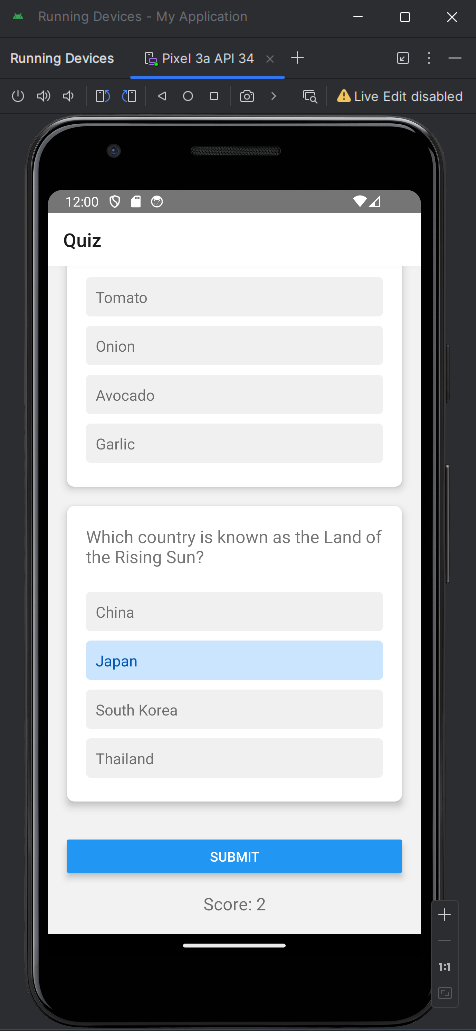 Running Devices - My Application
Running Devices
Pixel 3a API 34
Live Edit disabled
12:00
Quiz
Tomato
Onion
Avocado
Garlic
Which country is known as the Land of
the Rising Sun?
China
Japan
South Korea
Thailand
SUBMIT
Score: 2
1:1